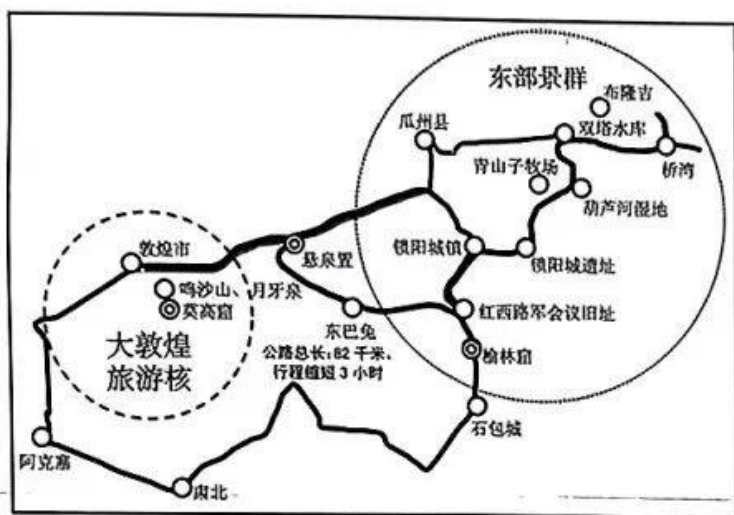 东部景群
布隆吉
瓜州县
双塔水库
桥湾
青山子牧场
葫芦河湿地
敦煌市
悬泉置
锁阳城镇
锁阳城遗址
鸣沙山、月牙泉
莫高窟
东巴兔
红西路军会议旧址
大敦煌
旅游核
公路总长:82千米,
行程缩短3小时
榆林窟
石包城
阿克塞
肃北